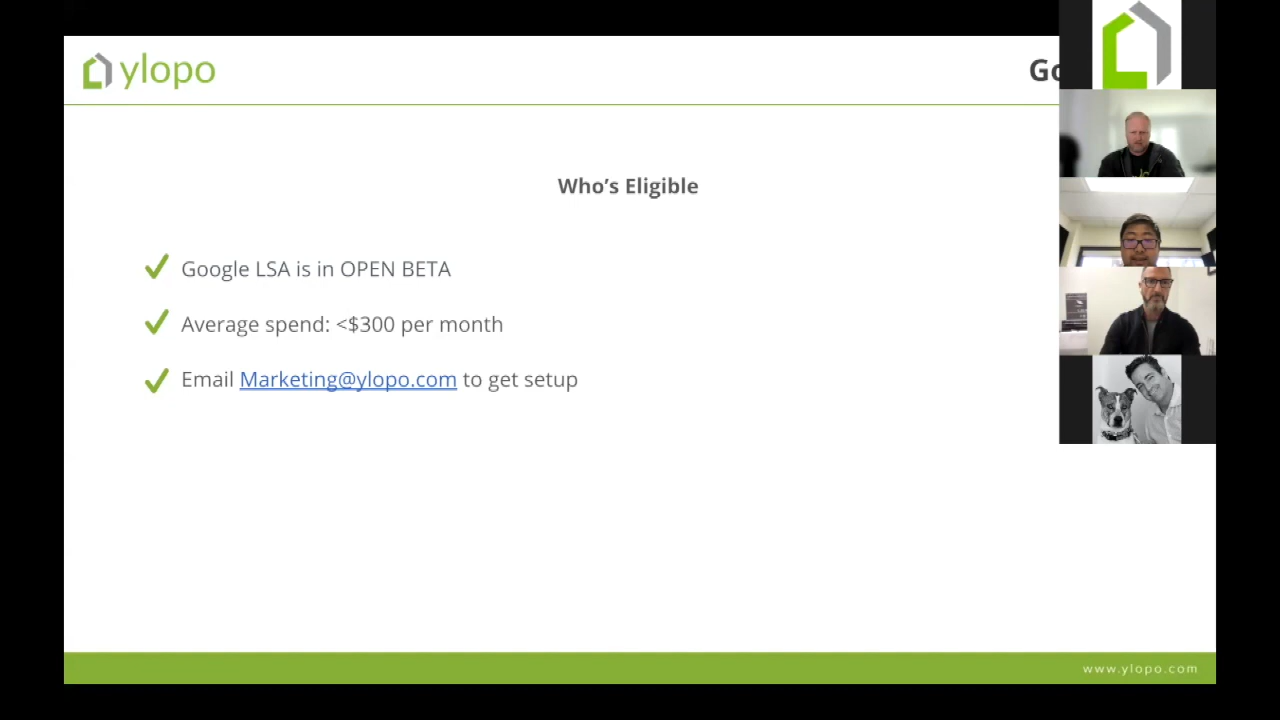 ylopo
Go
Who's Eligible
Google LSA is in OPEN BETA
Average spend: <$300 per month
Email Marketing@ylopo.com to get setup
www.ylopo.com